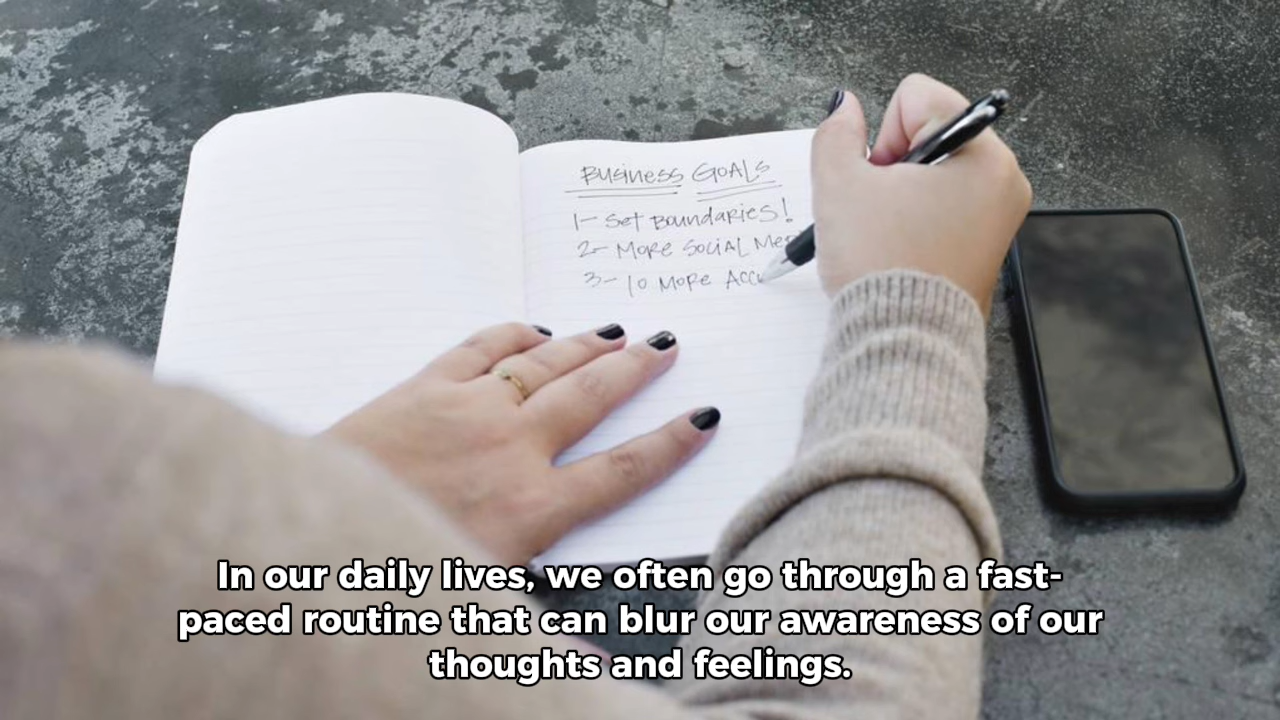 Business Goals
1- Set Boundaries!
2- More Social
3- 10 More
In our daily lives, we often go through a fast-
paced routine that can blur our awareness of our
thoughts and feelings.